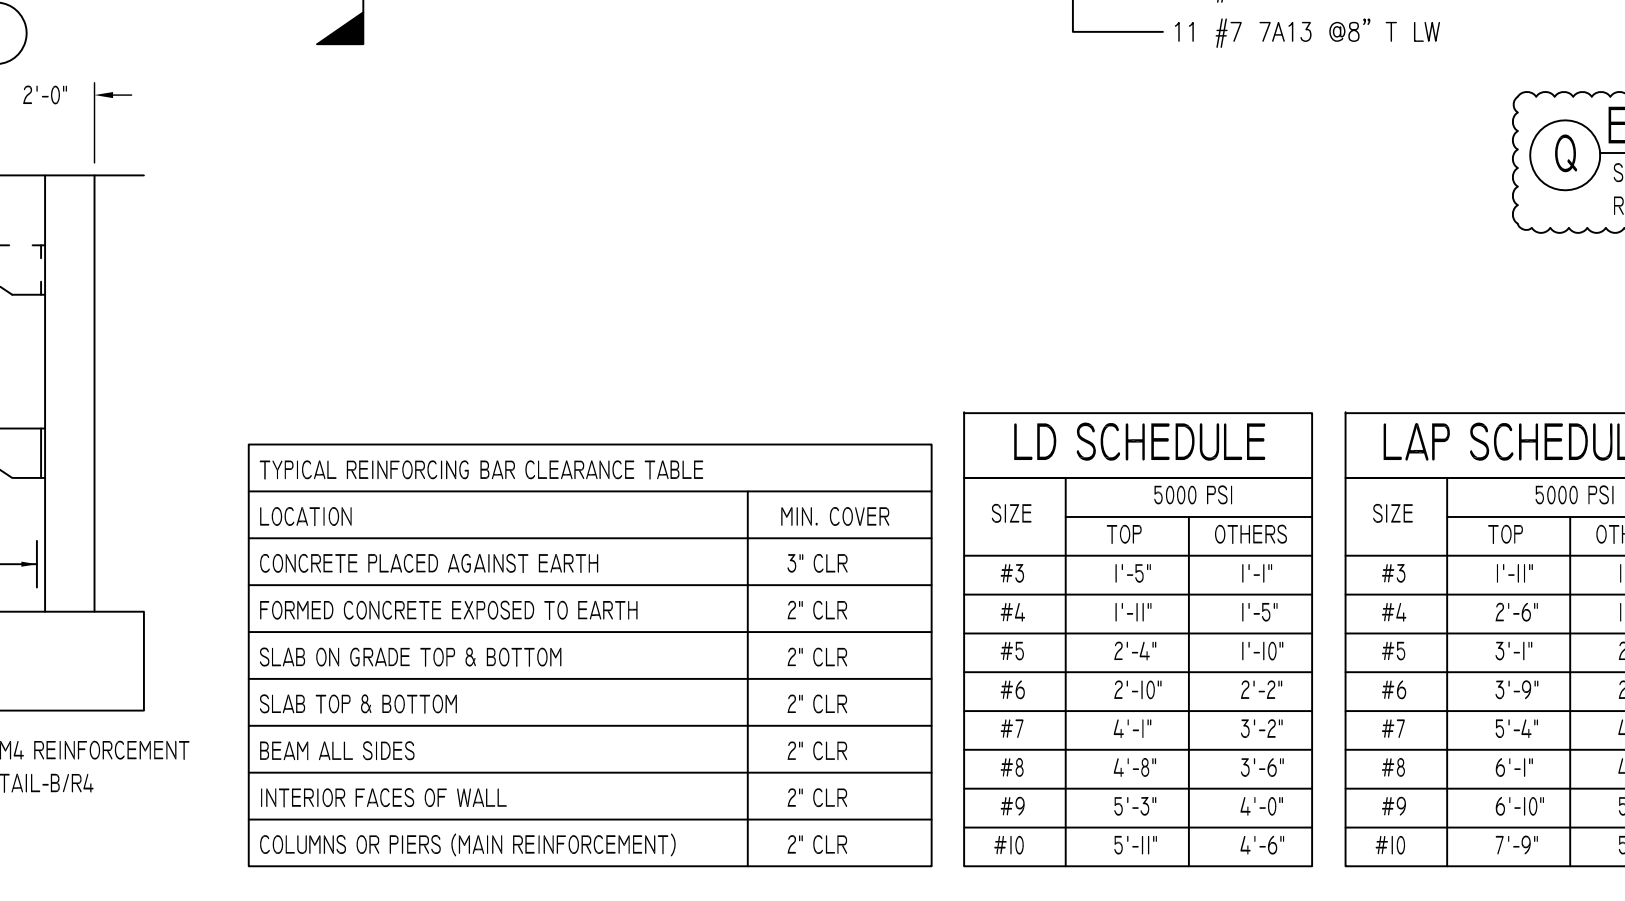 11 #7 7A13 @8” T LW
2'-0"
Q
TYPICAL REINFORCING BAR CLEARANCE TABLE
LOCATION MIN. COVER
CONCRETE PLACED AGAINST EARTH 3" CLR
FORMED CONCRETE EXPOSED TO EARTH 2" CLR
SLAB ON GRADE TOP & BOTTOM 2" CLR
SLAB TOP & BOTTOM 2" CLR
BEAM ALL SIDES 2" CLR
INTERIOR FACES OF WALL 2" CLR
COLUMNS OR PIERS (MAIN REINFORCEMENT) 2" CLR
LD SCHEDULE
SIZE 5000 PSI
TOP OTHERS
#3 1'-5" 1'-1"
#4 1'-11" 1'-5"
#5 2'-4" 1'-10"
#6 2'-10" 2'-2"
#7 4'-1" 3'-2"
#8 4'-8" 3'-6"
#9 5'-3" 4'-0"
#10 5'-11" 4'-6"
LAP SCHEDUL
SIZE 5000 PSI
TOP OTH
#3 1'-11"
#4 2'-6"
#5 3'-1"
#6 3'-9"
#7 5'-4"
#8 6'-1"
#9 6'-10"
#10 7'-9"
M4 REINFORCEMENT
TAIL-B/R4